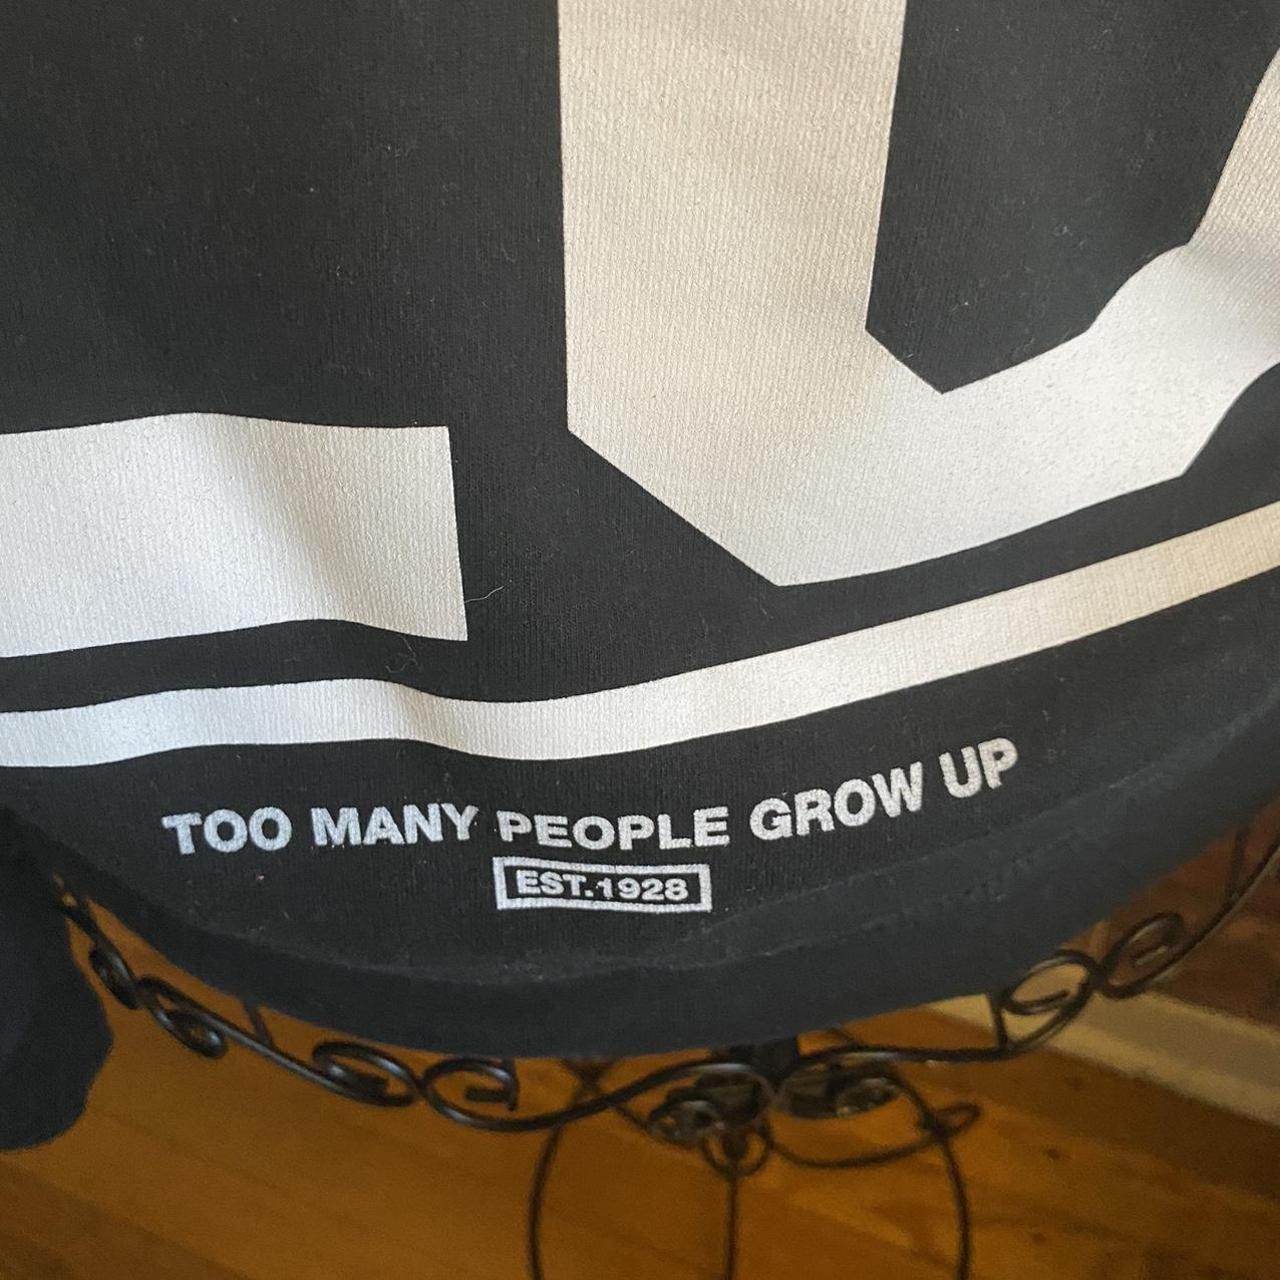 TOO MANY PEOPLE GROW UP
EST.1928